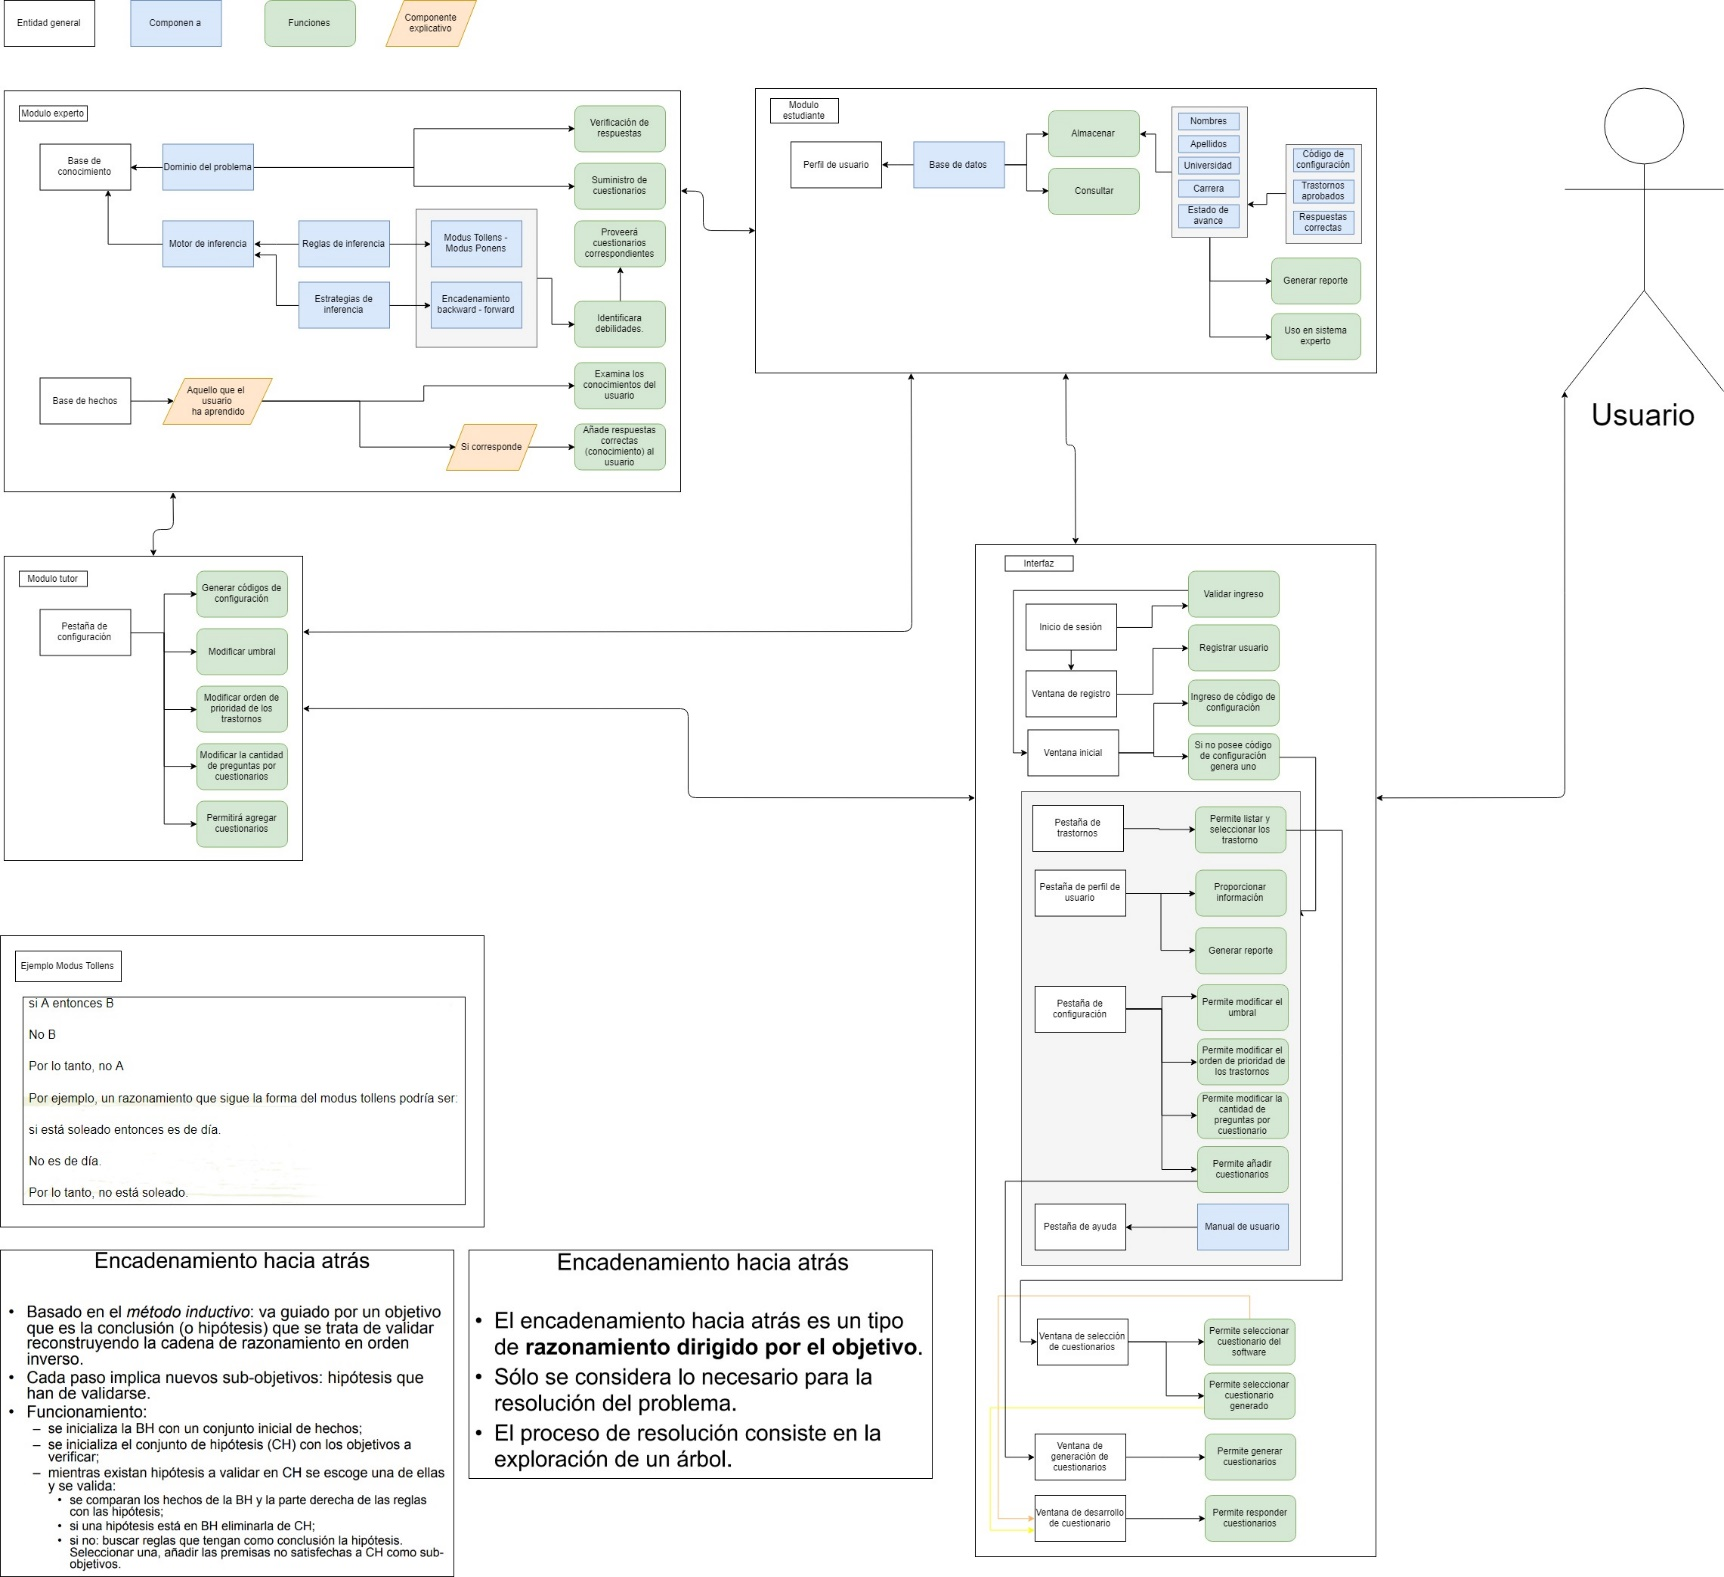 Entidad general
Componen a
Funciones
Componente
explicativo
Modulo experto
Base de
conocimiento
Dominio del problema
Verificación de
respuestas
Suministro de
cuestionarios
Motor de inferencia
Reglas de inferencia
Modus Tollens -
Modus Ponens
Proveerá
cuestionarios
correspondientes
Estrategias de
inferencia
Encadenamiento
backward - forward
Identificara
debilidades.
Base de hechos
Aquello que el
usuario
ha aprendido
Examina los
conocimientos del
usuario
Si corresponde
Añade respuestas
correctas
(conocimiento) al
usuario
Modulo
estudiante
Perfil de usuario
Base de datos
Almacenar
Consultar
Nombres
Apellidos
Universidad
Carrera
Estado de
avance
Código de
configuración
Trastornos
aprobados
Respuestas
correctas
Generar reporte
Uso en sistema
experto
Usuario
Modulo tutor
Pestaña de
configuración
Generar códigos de
configuración
Modificar umbral
Modificar orden de
prioridad de los
trastornos
Modificar la cantidad
de preguntas por
cuestionarios
Permitirá agregar
cuestionarios
Interfaz
Inicio de sesión
Validar ingreso
Ventana de registro
Registrar usuario
Ventana inicial
Ingreso de código de
configuración
Si no posee código
de configuración
genera uno
Pestaña de
trastornos
Permite listar y
seleccionar los
trastorno
Pestaña de perfil de
usuario
Proporcionar
información
Generar reporte
Pestaña de
configuración
Permite modificar el
umbral
Permite modificar el
orden de prioridad de
los trastornos
Permite modificar la
cantidad de
preguntas por
cuestionario
Permite añadir
cuestionarios
Pestaña de ayuda
Manual de usuario
Ventana de selección
de cuestionarios
Permite seleccionar
cuestionario del
software
Permite seleccionar
cuestionario
generado
Ventana de
generación de
cuestionarios
Permite generar
cuestionarios
Ventana de desarrollo
de cuestionario
Permite responder
cuestionarios
Ejemplo Modus Tollens
si A entonces B
No B
Por lo tanto, no A
Por ejemplo, un razonamiento que sigue la forma del modus tollens podría ser:
si está soleado entonces es de día.
No es de día.
Por lo tanto, no está soleado.
Encadenamiento hacia atrás
• Basado en el método inductivo: va guiado por un objetivo
que es la conclusión (o hipótesis) que se trata de validar
reconstruyendo la cadena de razonamiento en orden
inverso.
• Cada paso implica nuevos sub-objetivos: hipótesis que
han de validarse.
• Funcionamiento:
– se inicializa la BH con un conjunto inicial de hechos;
– se inicializa el conjunto de hipótesis (CH) con los objetivos a
verificar;
– mientras existan hipótesis a validar en CH se escoge una de ellas
y se valida:
• se comparan los hechos de la BH y la parte derecha de las reglas
con las hipótesis;
• si una hipótesis está en BH eliminarla de CH;
• si no: buscar reglas que tengan como conclusión la hipótesis.
Seleccionar una, añadir las premisas no satisfechas a CH como sub-
objetivos.
Encadenamiento hacia atrás
• El encadenamiento hacia atrás es un tipo
de razonamiento dirigido por el objetivo.
• Sólo se considera lo necesario para la
resolución del problema.
• El proceso de resolución consiste en la
exploración de un árbol.